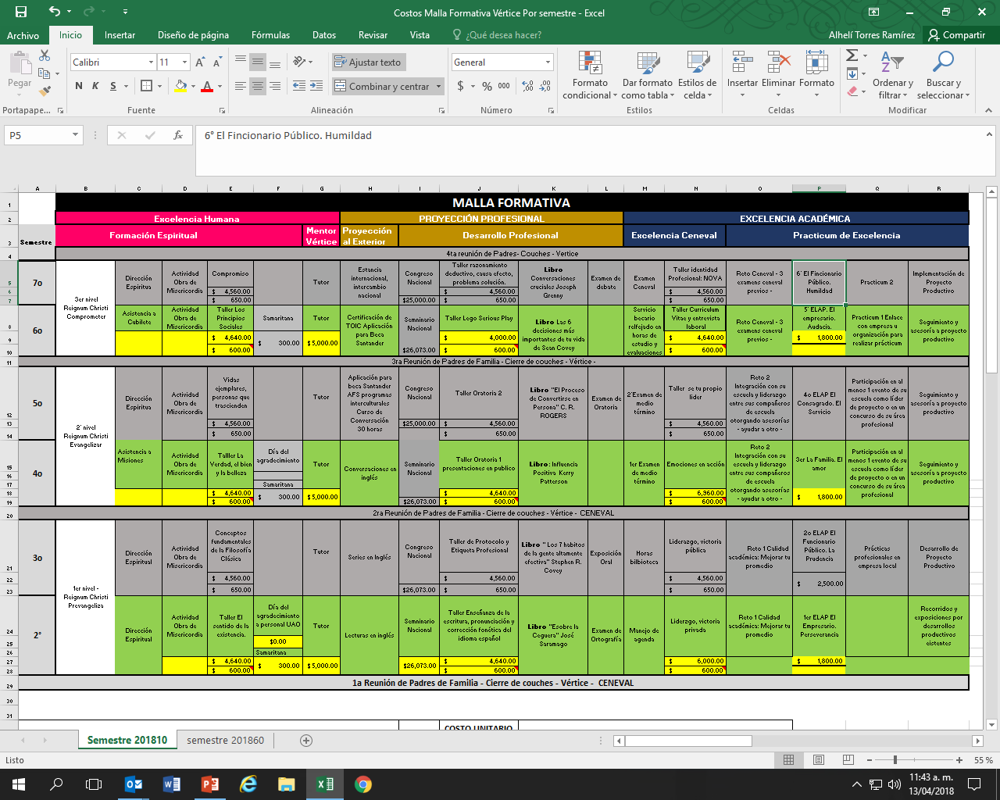 Costos Malla Formativa Vértice Por semestre - Excel
Archivo Inicio Insertar Diseño de página Fórmulas Datos Revisar Vista ¿Qué desea hacer? Alhelí Torres Ramírez Compartir
Pegar Calibri 11 Ajustar texto General Formato condicional Dar formato como tabla Estilos de celda Insertar Eliminar Formato Ordenar y filtrar Buscar y seleccionar
N K S Combinar y centrar $ % 000
Portapape... Fuente Alineación Número Estilos Celdas Modificar
P5 fx 6° El Fincionario Público. Humildad
A B C D E F G H I J K L M N O P Q R
MALLA FORMATIVA
Excelencia Humana PROYECCIÓN PROFESIONAL EXCELENCIA ACADÉMICA
Semestre Formación Espiritual Mentor Vértice Proyección al Exterior Desarrollo Profesional Excelencia Ceneval Practicum de Excelencia
4ta reunión de Padres- Couches - Vertice
7o
3er nivel Reignum Christi Comprometer
Dirección Espiritua
Actividad Obra de Misericordia
Compromiso
$ 4,560.00
$ 650.00
Tutor
Estancia internacional, intercambio nacional
Congreso Nacional
$25,000.00
Taller razonamiento deductivo, causa efecto, problema solución.
$ 4,560.00
$ 650.00
Libro Conversaciones cruciales Joseph Grenny
Examen de debate
Examen Ceneval
Taller identidad Profesional: NOVA
$ 4,560.00
$ 650.00
Reto Ceneval - 3 examens ceneval previos -
6° El Fincionario Público. Humildad
Practicum 2
Implementación de Proyecto Productivo
6o
Asistencia a Cubilete
Actividad Obra de Misericordia
Taller Los Principios Sociales
$ 4,640.00
$ 600.00
Samaritana
$ 300.00
Tutor
$ 5,000.00
Certificación de TOIC Aplicación para Beca Santander
Semninario Nacional
$26,073.00
Taller Lego Serious Play
$ 4,000.00
$ 600.00
Libro Las 6 decisiones más importantes de tu vida de Sean Covey
Servicio becario relfejado en horas de estudio y evaluaciones
Taller Curriculum Vitae y entrevista laboral
$ 4,640.00
$ 600.00
Reto Ceneval - 3 examens ceneval previos -
5° ELAP. El empresario. Audacia.
$ 1,800.00
Practicum 1 Enlace con empresa u organización para realizar prácticum
Seguimiento y asesoría a proyecto productivo
3ra Reunión de Padres de Familia - Cierre de couches - Vértice -
5o
2° nivel Reignum Christi Evangelizar
Dirección Espiritua
Actividad Obra de Misericordia
Vidas ejemplares, personas que trascienden
$ 4,560.00
$ 650.00
Tutor
Aplicación para beca Santander AFS programas interculturales Curso de Conversación 30 horas
Congreso Nacional
$25,000.00
Taller Oratoria 2
$ 4,560.00
$ 650.00
Libro "El Proceso de Convertirse en Persona" C. R. ROGERS
Examen de Oratoria
2°Examen de medio término
Taller se tu propio lider
$ 4,560.00
$ 650.00
Reto 2 Integración con su escuela y liderazgo entre sus compañeros de escuela otorgando asesorías - ayudar a otro -
4o ELAP El Consagrado. El Servicio
Participación en al menos 1 evento de su escuela como líder de proyecto o en un concurso de su área profesional
Seguimiento y asesoría a proyecto productivo
4o
Asistencia a Misiones
Actividad Obra de Misericordia
Talller La Verdad, el bien y la belleza
$ 4,640.00
$ 600.00
Día del agradecimiento
Samaritana
$ 300.00
Tutor
$ 5,000.00
Conversaciones en inglés
Semninario Nacional
$26,073.00
Taller Oratoria 1 presentaciones en publico
$ 4,640.00
$ 600.00
Libro: Influencia Positiva Kerry Patterson
1er Examen de medio término
Emociones en acción
$ 6,960.00
$ 600.00
Reto 2 Integración con su escuela y liderazgo entre sus compañeros de escuela otorgando asesorías - ayudar a otro -
3er La Familia. El amor
$ 1,800.00
Participación en al menos 1 evento de su escuela como líder de proyecto o en un concurso de su área profesional
Seguimiento y asesoría a proyecto productivo
2ra Reunión de Padres de Familia - Cierre de couches - Vértice - CENEVAL
3o
1er nivel - Reignum Christi Prevangeliza
Dirección Espiritual
Actividad Obra de Misericordia
Conceptos fundamentales de la Filosofía Clásica
$ 4,560.00
$ 650.00
Tutor
Series en Inglés
Congreso Nacional
$26,073.00
Taller de Protocolo y Etiqueta Profesional
$ 4,560.00
$ 650.00
Libro " Los 7 habitos de la gente altamente efectiva" Stephen R. Covey
Exposición Oral
Horas bilbioteca
Liderazgo, victoria pública
$ 4,560.00
$ 650.00
Reto 1 Calidad académica: Mejorar tu promedio
2o ELAP El Funcionario Público. La Prudencia
$ 2,500.00
Prácticas profesionales en empresa local
Desarrollo de Proyecto Productivo
2°
Dirección Espiritual
Actividad Obra de Misericordia
Taller El sentido de la existencia.
$ 4,640.00
$ 600.00
Día del agradecimiento a personal UAO
$0.00
Samaritana
$ 300.00
Tutor
$ 5,000.00
Lecturas en inglés
Seminario Nacional
$26,073.00
Taller Enseñanza de la escritura, pronunciación y corrección fonética del idioma español
$ 4,640.00
$ 600.00
Libro "Esobre la Ceguera" José Saramago
Examen de Ortografía
Manejo de agenda
Liderazgo, victoria privada
$ 6,000.00
$ 600.00
Reto 1 Calidad académica: Mejorar tu promedio
1er ELAP El Empresario. Perseverancia
$ 1,800.00
Recorridos y exposiciones por desarrollos productivos eistentes
1a Reunión de Padres de Familia - Cierre de couches - Vértice - CENEVAL
COSTO UNITARIO
Semestre 201810 semestre 201860
Listo 55 %
11:43 a. m.
13/04/2018